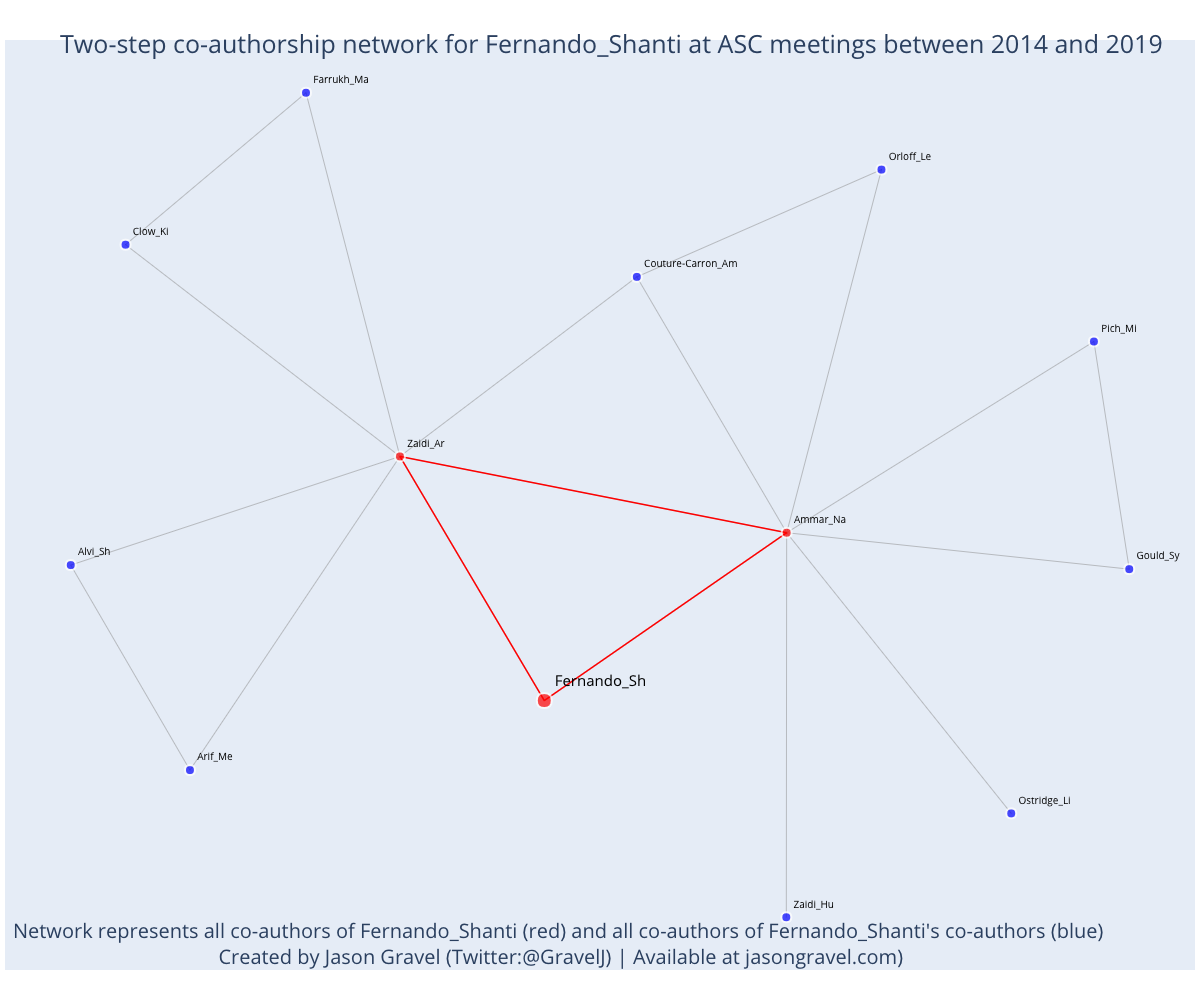 Two-step co-authorship network for Fernando_Shanti at ASC meetings between 2014 and 2019
Farrukh_Ma
Orloff_Le
Clow_Ki
Couture-Carron_Am
Pich_Mi
Zaidi_Ar
Ammar_Na
Alvi_Sh
Gould_Sy
Fernando_Sh
Arif_Me
Ostridge_Li
Zaidi_Hu
Network represents all co-authors of Fernando_Shanti (red) and all co-authors of Fernando_Shanti's co-authors (blue)
Created by Jason Gravel (Twitter:@GravelJ) | Available at jasongravel.com)